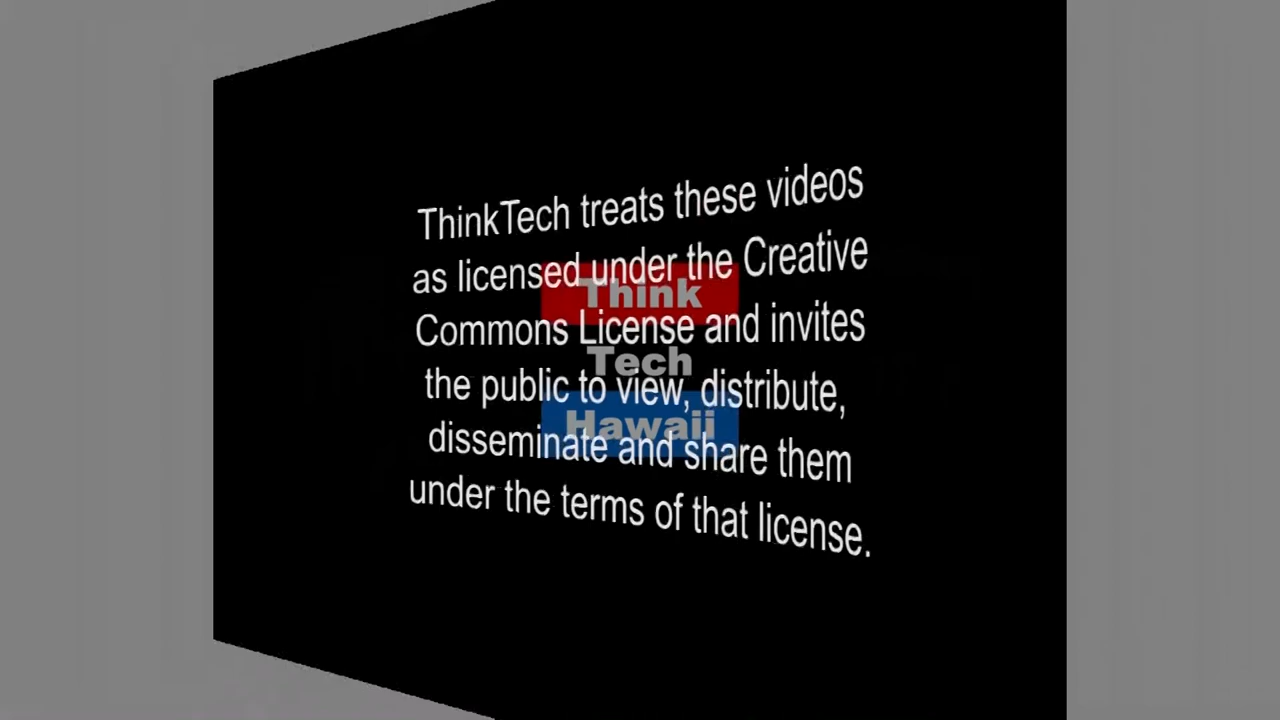 ThinkTech treats these videos
as licensed under the Creative
Think
Commons License and invites
Tech
the public to view, distribute,
Hawaii
disseminate and share them
under the terms of that license.